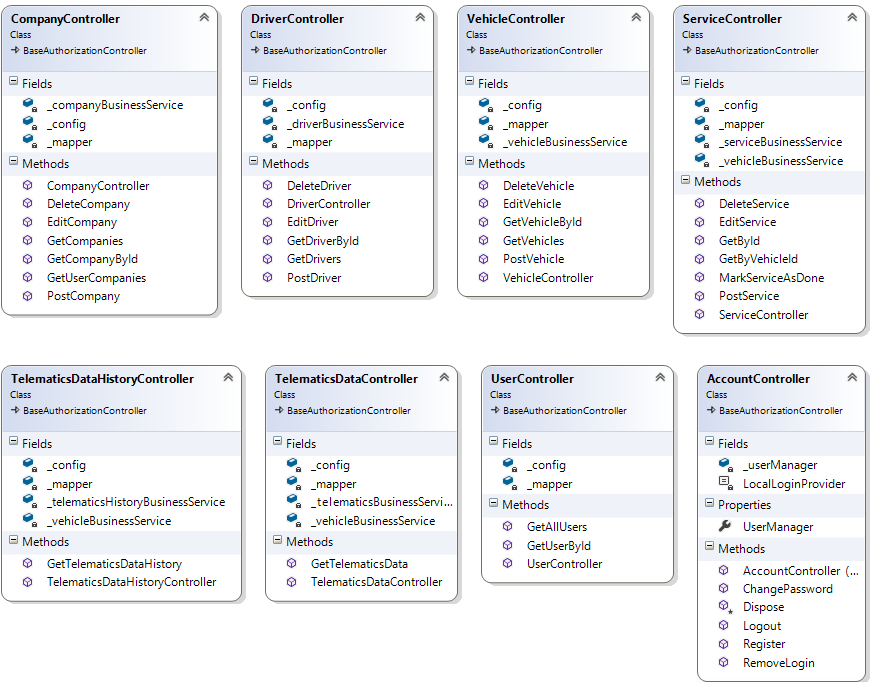 CompanyController
Class
BaseAuthorizationController
Fields
_companyBusinessService
_config
_mapper
Methods
CompanyController
DeleteCompany
EditCompany
GetCompanies
GetCompanyById
GetUserCompanies
PostCompany
DriverController
Class
BaseAuthorizationController
Fields
_config
_driverBusinessService
_mapper
Methods
DeleteDriver
DriverController
EditDriver
GetDriverById
GetDrivers
PostDriver
VehicleController
Class
BaseAuthorizationController
Fields
_config
_mapper
_vehicleBusinessService
Methods
DeleteVehicle
EditVehicle
GetVehicleById
GetVehicles
PostVehicle
VehicleController
ServiceController
Class
BaseAuthorizationController
Fields
_config
_mapper
_serviceBusinessService
_vehicleBusinessService
Methods
DeleteService
EditService
GetById
GetByVehicleId
MarkServiceAsDone
PostService
ServiceController
TelematicsDataHistoryController
Class
BaseAuthorizationController
Fields
_config
_mapper
_telematicsHistoryBusinessService
_vehicleBusinessService
Methods
GetTelematicsDataHistory
TelematicsDataHistoryController
TelematicsDataController
Class
BaseAuthorizationController
Fields
_config
_mapper
_telematicsBusinessServi...
_vehicleBusinessService
Methods
GetTelematicsData
TelematicsDataController
UserController
Class
BaseAuthorizationController
Fields
_config
_mapper
Methods
GetAllUsers
GetUserById
UserController
AccountController
Class
BaseAuthorizationController
Fields
_userManager
LocalLoginProvider
Properties
UserManager
Methods
AccountController (...
ChangePassword
Dispose
Logout
Register
RemoveLogin